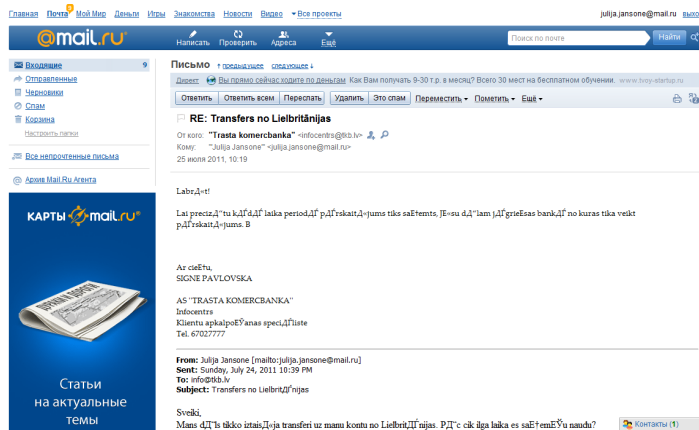 Главная Почта 9 Мой Мир Деньги Игры Знакомства Новости Видео Все проекты julija.jansone@mail.ru выхо
@mail.ru® Написать Проверить Адреса Ещё Поиск по почте Найти
Входящие 9
Отправленные
Черновики
Спам
Корзина
Настроить папки
Все непрочтенные письма
Архив Mail.Ru Агента
КАРТЫ @mail.ru®
ДУРАКИ И ДОРОГИ
Статьи
на актуальные
темы
Письмо предыдущее следующее
Директ Вы прямо сейчас ходите по деньгам Как Вам получать 9-30 т.р. в месяц? Всего 30 мест на бесплатном обучении. www.tvoy-startup.ru
Ответить Ответить всем Переслать Удалить Это спам Переместить Пометить Ещё
RE: Transfers no Lielbritānijas
От кого: "Trasta komercbanka" <infocentrs@tkb.lv>
Кому: "Julija Jansone" <julija.jansone@mail.ru>
25 июля 2011, 10:19
LabrД«t!
Lai precizД“tu kДЃdДЃ laika periodДЃ pДЃrskaitД«jums tiks saЕ†emts, JЕ«su dД“lam jДЃgrieЕѕas bankДЃ no kuras tika veikt
pДЃrskaitД«jums. В
Ar cieЕ†u,
SIGNE PAVLOVSKA
AS "TRASTA KOMERCBANKA"
Infocentrs
Klientu apkalpoЕЎanas speciДЃliste
Tel. 67027777
From: Julija Jansone [mailto:julija.jansone@mail.ru]
Sent: Sunday, July 24, 2011 10:39 PM
To: info@tkb.lv
Subject: Transfers no LielbritДЃnijas
Sveiki,
Mans dД“ls tikko iztaisД«ja transferi uz manu kontu no LielbritДЃnijas. PД“c cik ilga laika es saЕ†emЕЎu naudu?
Контакты (1)